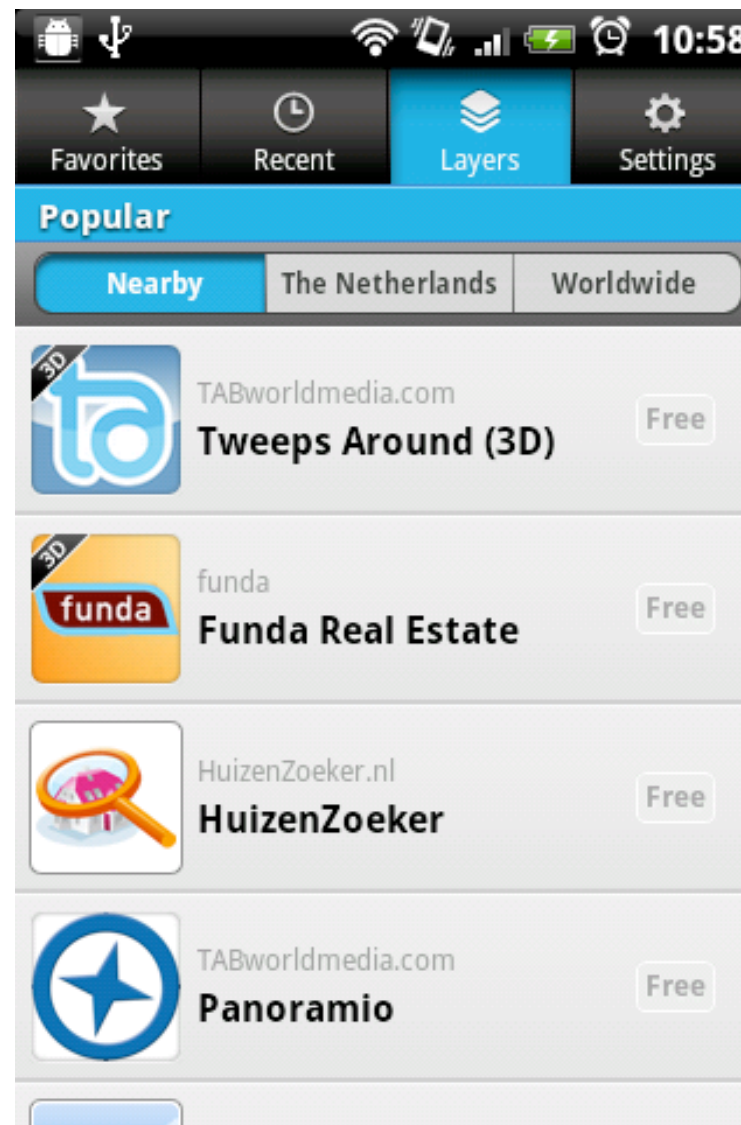 10:58
Favorites Recent Layers Settings
Popular
Nearby The Netherlands Worldwide
3D
ta
TABworldmedia.com
Tweeps Around (3D)
Free
3D
funda
funda
Funda Real Estate
Free
HuizenZoeker.nl
HuizenZoeker
Free
TABworldmedia.com
Panoramio
Free